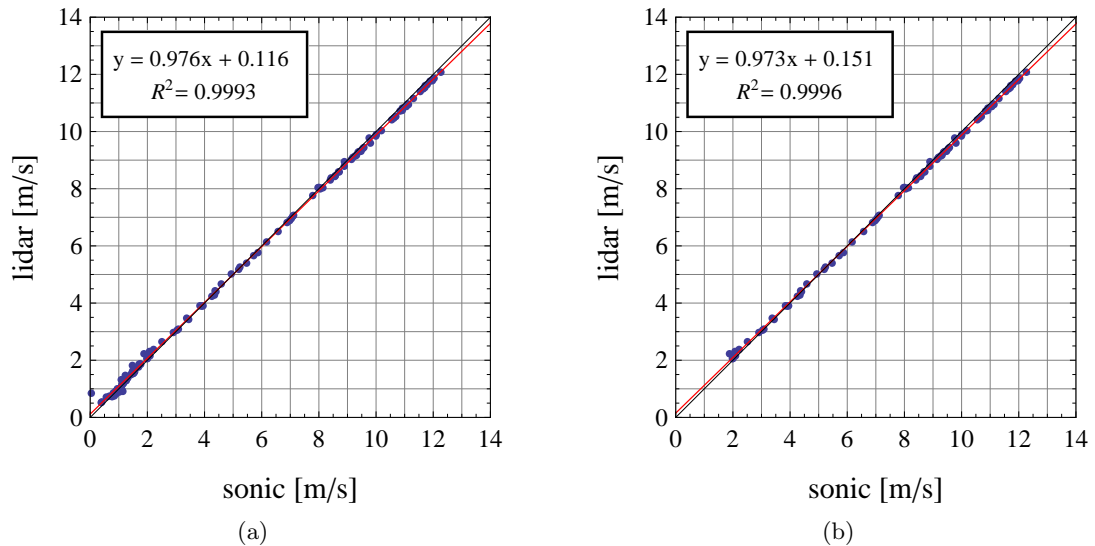 y = 0.976x + 0.116
R² = 0.9993
14
12
10
8
6
4
2
0
lidar [m/s]
0 2 4 6 8 10 12 14
sonic [m/s]
(a)
y = 0.973x + 0.151
R² = 0.9996
14
12
10
8
6
4
2
0
lidar [m/s]
0 2 4 6 8 10 12 14
sonic [m/s]
(b)